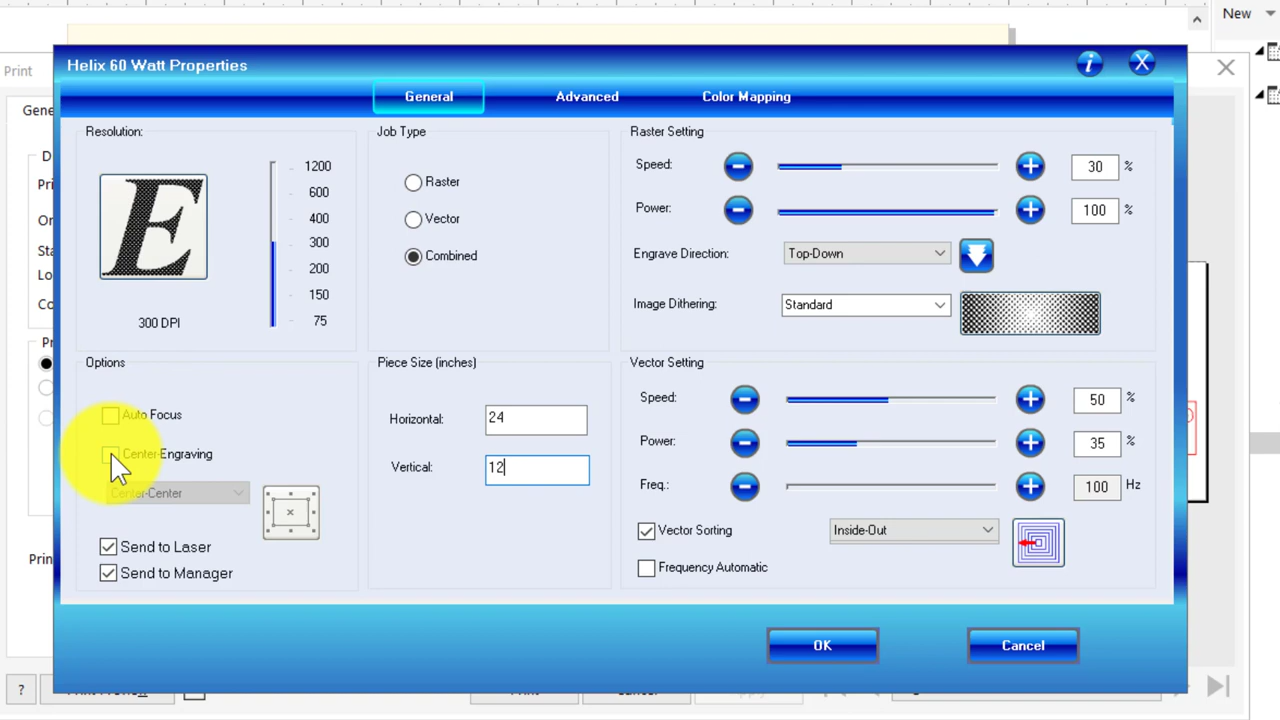 New
Print
Helix 60 Watt Properties
i
X
General
Advanced
Color Mapping
Resolution:
E
1200
600
400
300
200
150
75
300 DPI
Job Type
Raster
Vector
Combined
Raster Setting
Speed:
30
%
Power:
100
%
Engrave Direction:
Top-Down
Image Dithering:
Standard
Options
Auto Focus
Center-Engraving
Center-Center
Send to Laser
Send to Manager
Piece Size (inches)
Horizontal:
24
Vertical:
12
Vector Setting
Speed:
50
%
Power:
35
%
Freq.:
100
Hz
Vector Sorting
Inside-Out
Frequency Automatic
OK
Cancel
?